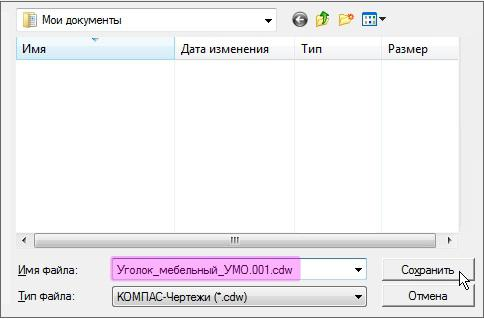 Мои документы
Имя Дата изменения Тип Размер
Имя файла: Уголок_мебельный_УМО.001.cdw Сохранить
Тип файла: КОМПАС-Чертежи (*.cdw) Отмена